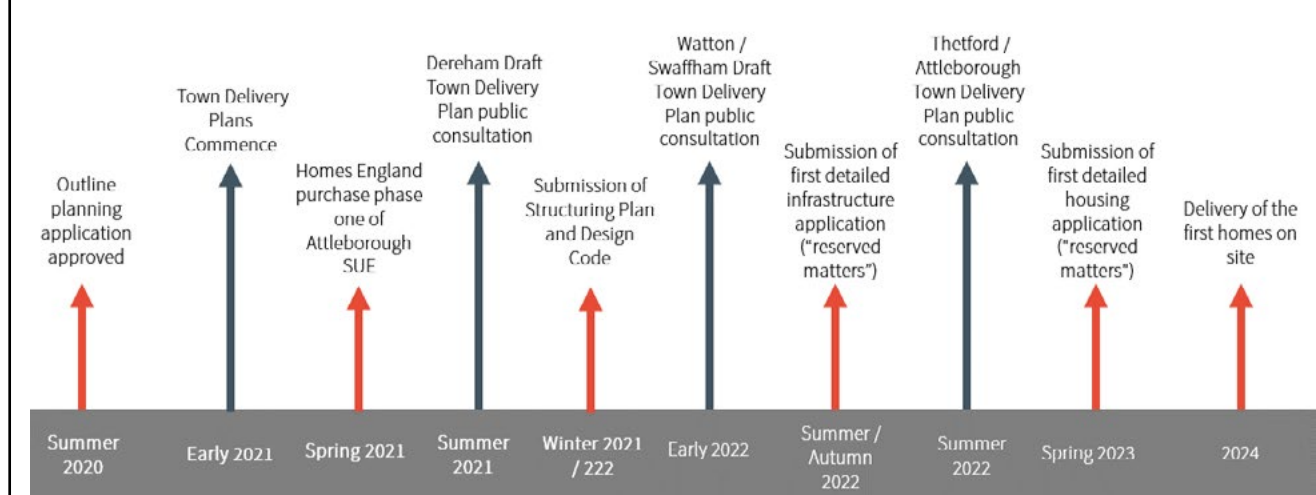 Outline
planning
application
approved
Town Delivery
Plans
Commence
Homes England
purchase phase
one of
Attleborough
SUE
Dereham Draft
Town Delivery
Plan public
consultation
Submission of
Structuring Plan
and Design
Code
Watton /
Swaffham Draft
Town Delivery
Plan public
consultation
Submission of
first detailed
infrastructure
application
("reserved
matters")
Thetford /
Attleborough
Town Delivery
Plan public
consultation
Submission of
first detailed
housing
application
("reserved
matters")
Delivery of the
first homes on
site
Summer
2020
Early 2021
Spring 2021
Summer
2021
Winter 2021
/ 222
Early 2022
Summer /
Autumn
2022
Summer
2022
Spring 2023
2024